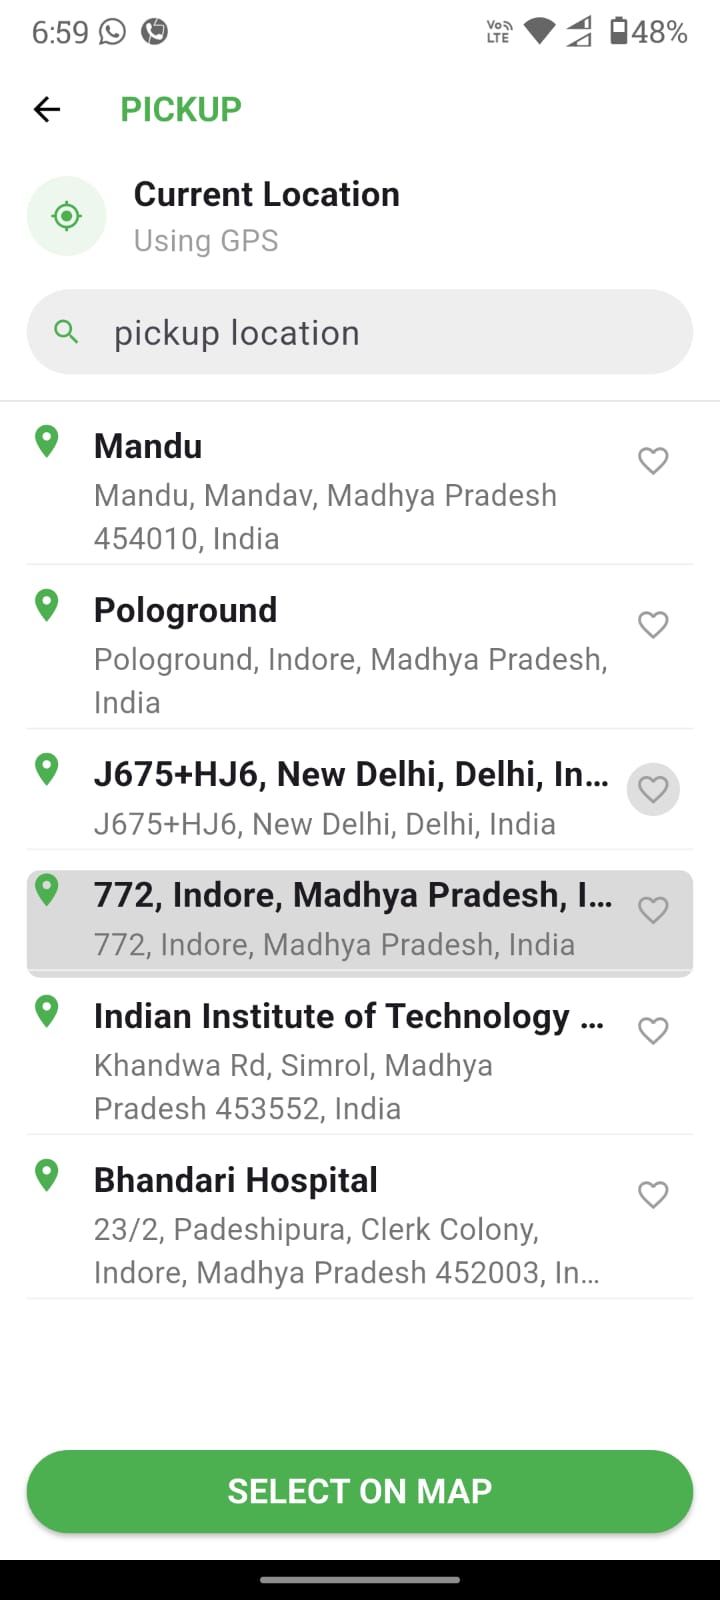 6:59
Vo
LTE
48%
PICKUP
Current Location
Using GPS
pickup location
Mandu
Mandu, Mandav, Madhya Pradesh
454010, India
Pologround
Pologround, Indore, Madhya Pradesh,
India
J675+HJ6, New Delhi, Delhi, In...
J675+HJ6, New Delhi, Delhi, India
772, Indore, Madhya Pradesh, I...
772, Indore, Madhya Pradesh, India
Indian Institute of Technology ...
Khandwa Rd, Simrol, Madhya
Pradesh 453552, India
Bhandari Hospital
23/2, Padeshipura, Clerk Colony,
Indore, Madhya Pradesh 452003, In...
SELECT ON MAP